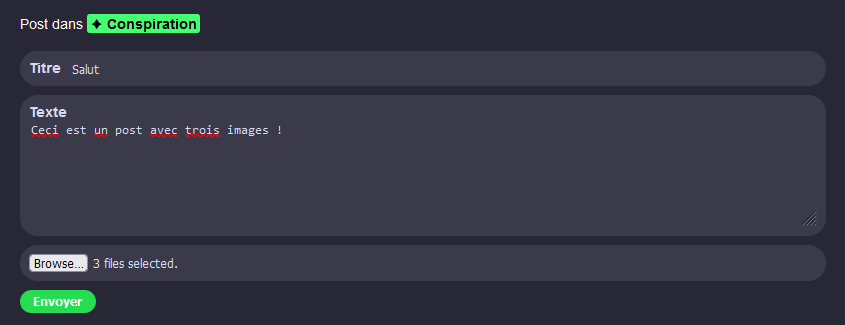 Post dans ✦ Conspiration
Titre Salut
Texte
Ceci est un post avec trois images !
Browse... 3 files selected.
Envoyer